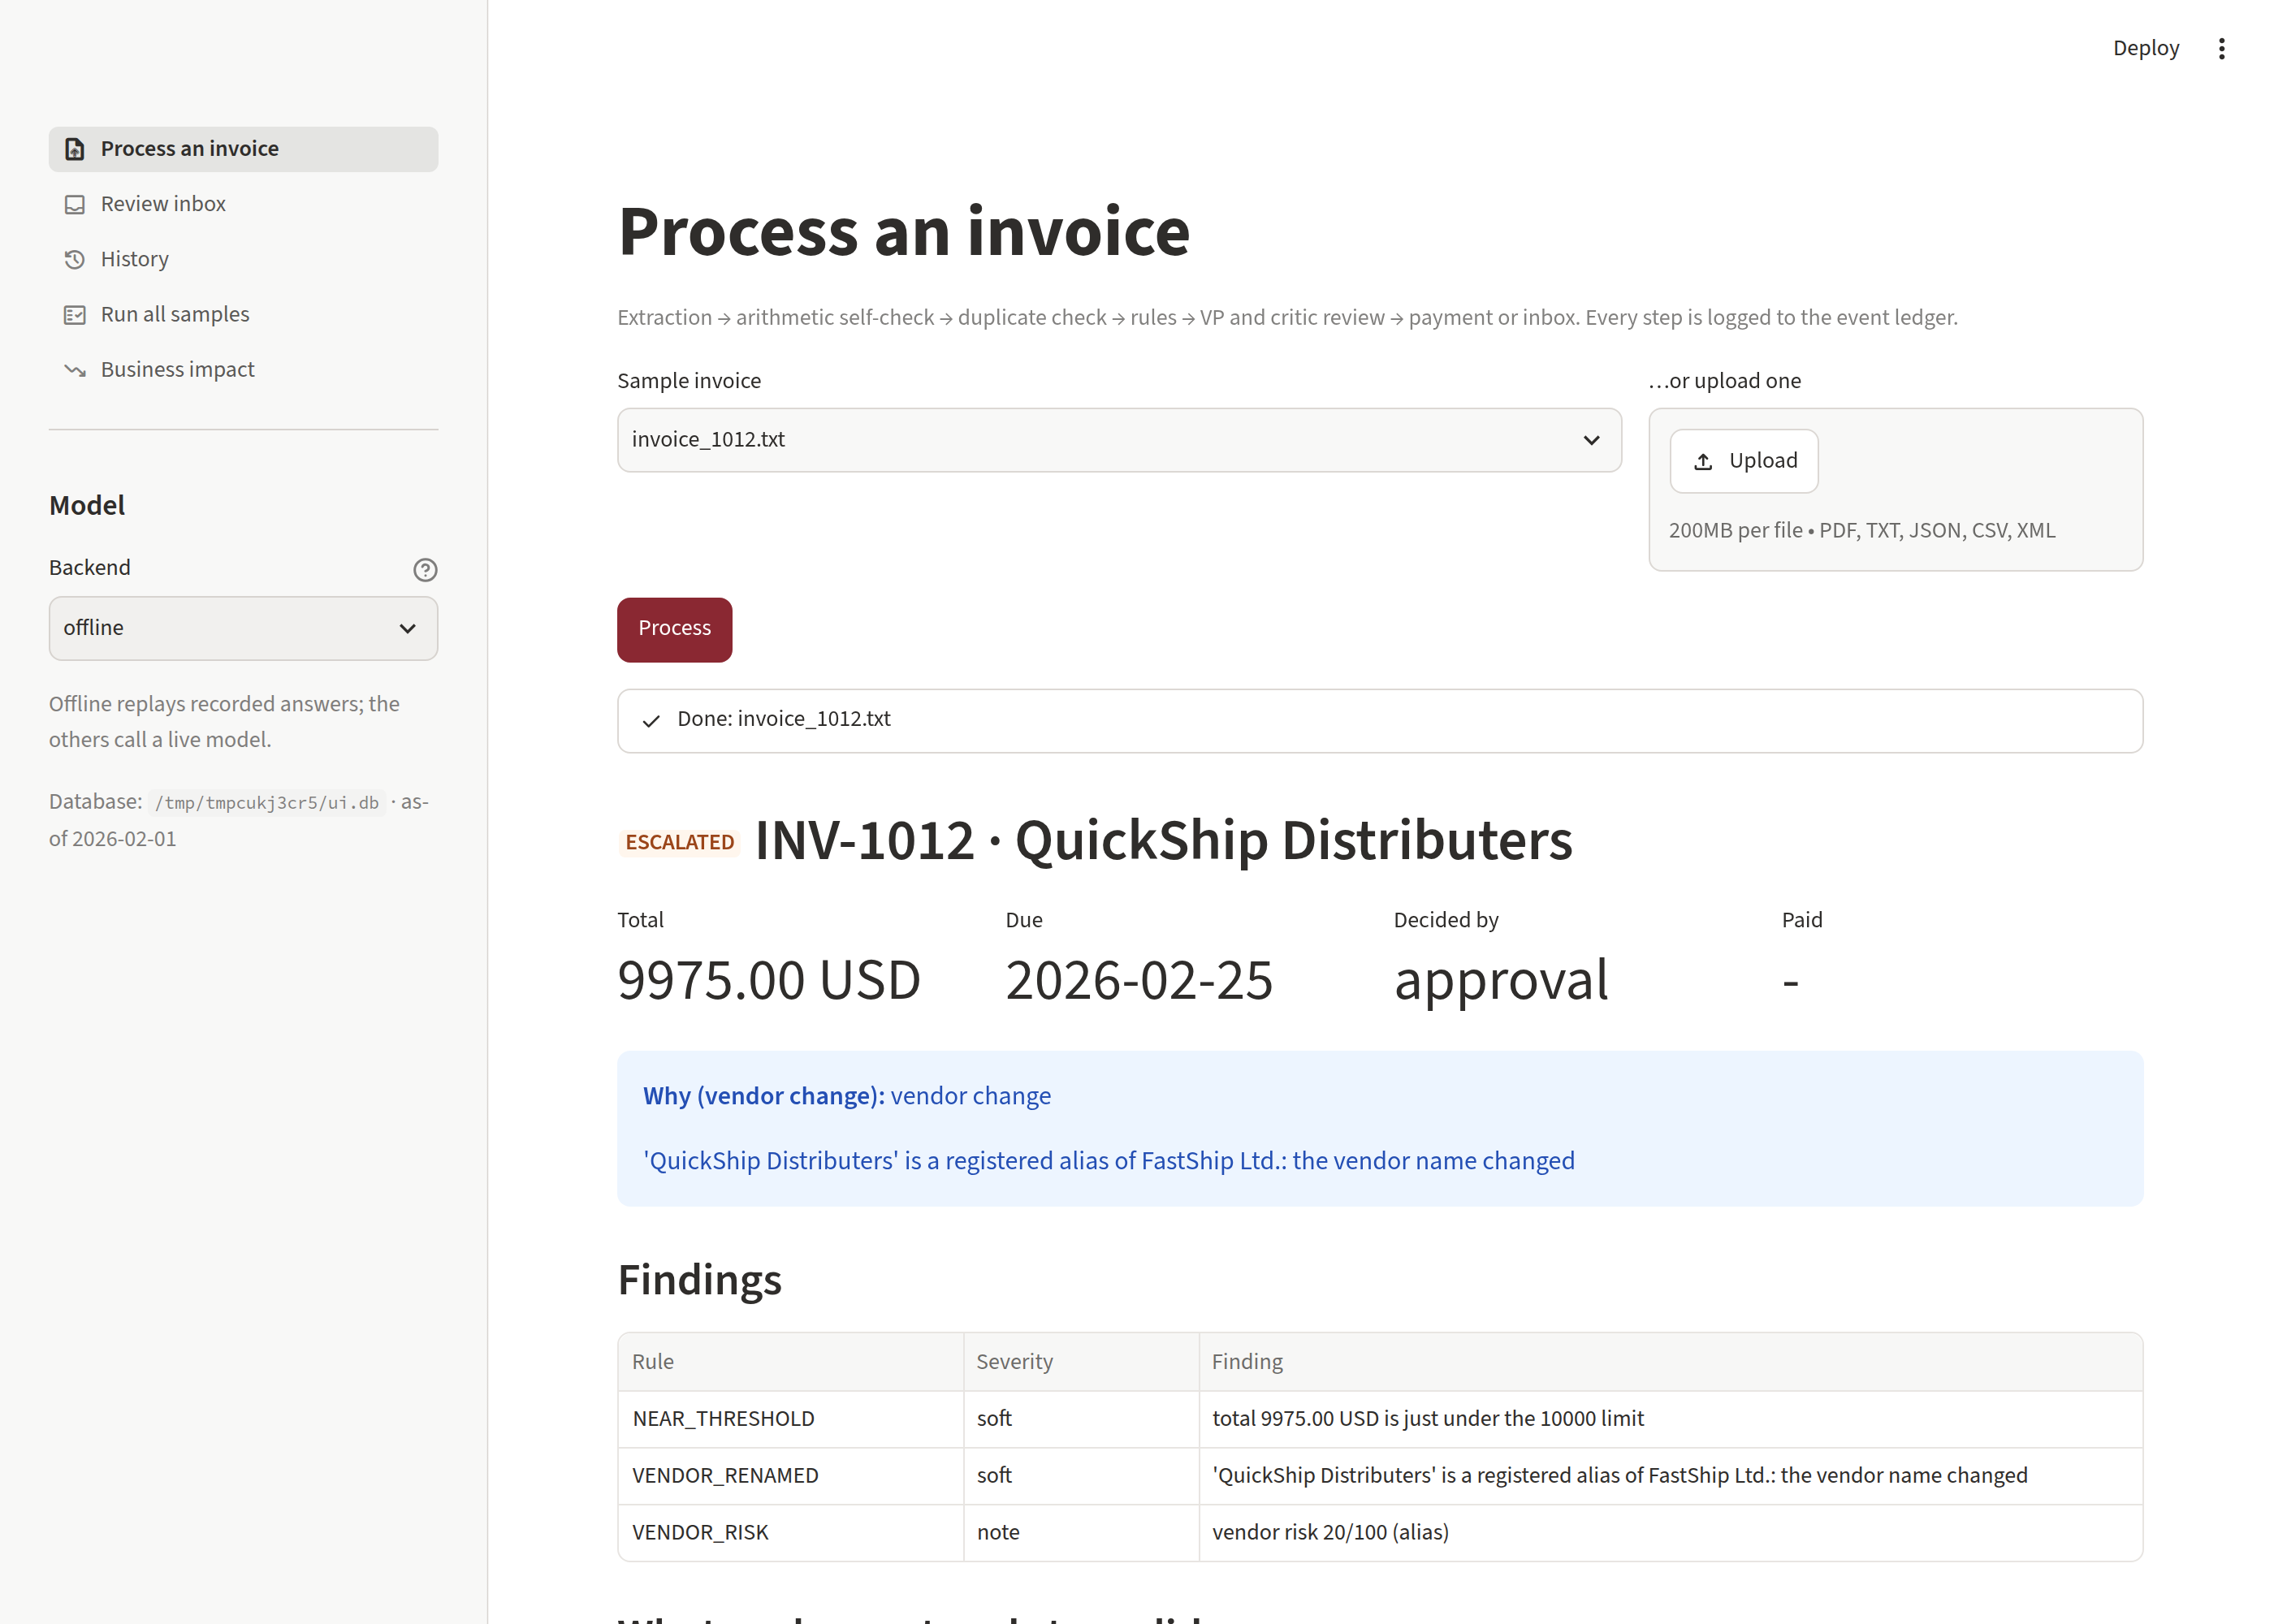 Deploy
Process an invoice
Review inbox
History
Run all samples
Business impact
Model
Backend
offline
Offline replays recorded answers; the
others call a live model.
Database: /tmp/tmpcukj3cr5/ui.db · as-
of 2026-02-01
Process an invoice
Extraction → arithmetic self-check → duplicate check → rules → VP and critic review → payment or inbox. Every step is logged to the event ledger.
Sample invoice
invoice_1012.txt
…or upload one
Upload
200MB per file • PDF, TXT, JSON, CSV, XML
Process
Done: invoice_1012.txt
ESCALATED INV-1012 · QuickShip Distributers
Total Due Decided by Paid
9975.00 USD 2026-02-25 approval -
Why (vendor change): vendor change
'QuickShip Distributers' is a registered alias of FastShip Ltd.: the vendor name changed
Findings
Rule Severity Finding
NEAR_THRESHOLD soft total 9975.00 USD is just under the 10000 limit
VENDOR_RENAMED soft 'QuickShip Distributers' is a registered alias of FastShip Ltd.: the vendor name changed
VENDOR_RISK note vendor risk 20/100 (alias)